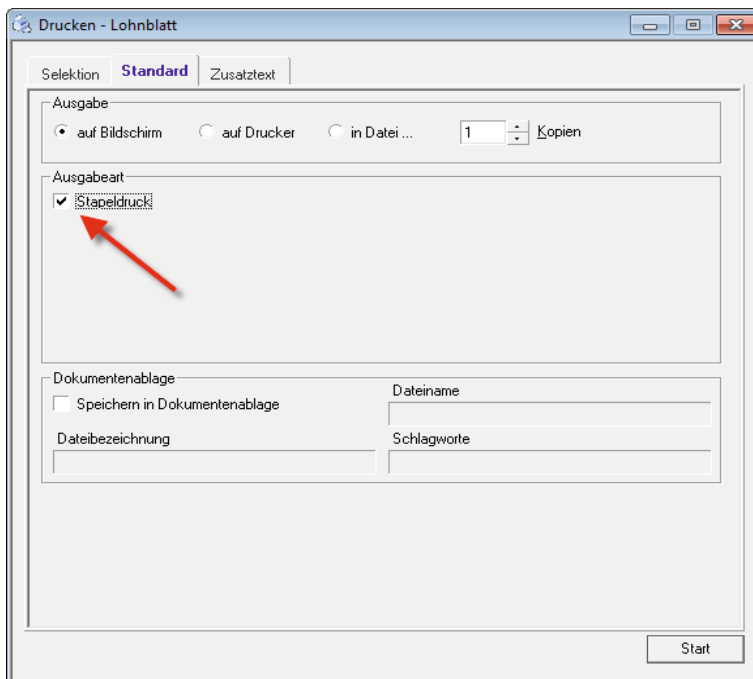 Drucken - Lohnblatt
Selektion Standard Zusatztext
Ausgabe
auf Bildschirm auf Drucker in Datei ... 1 Kopien
Ausgabeart
Stapeldruck
Dokumentenablage
Speichern in Dokumentenablage
Dateiname
Dateibezeichnung Schlagworte
Start